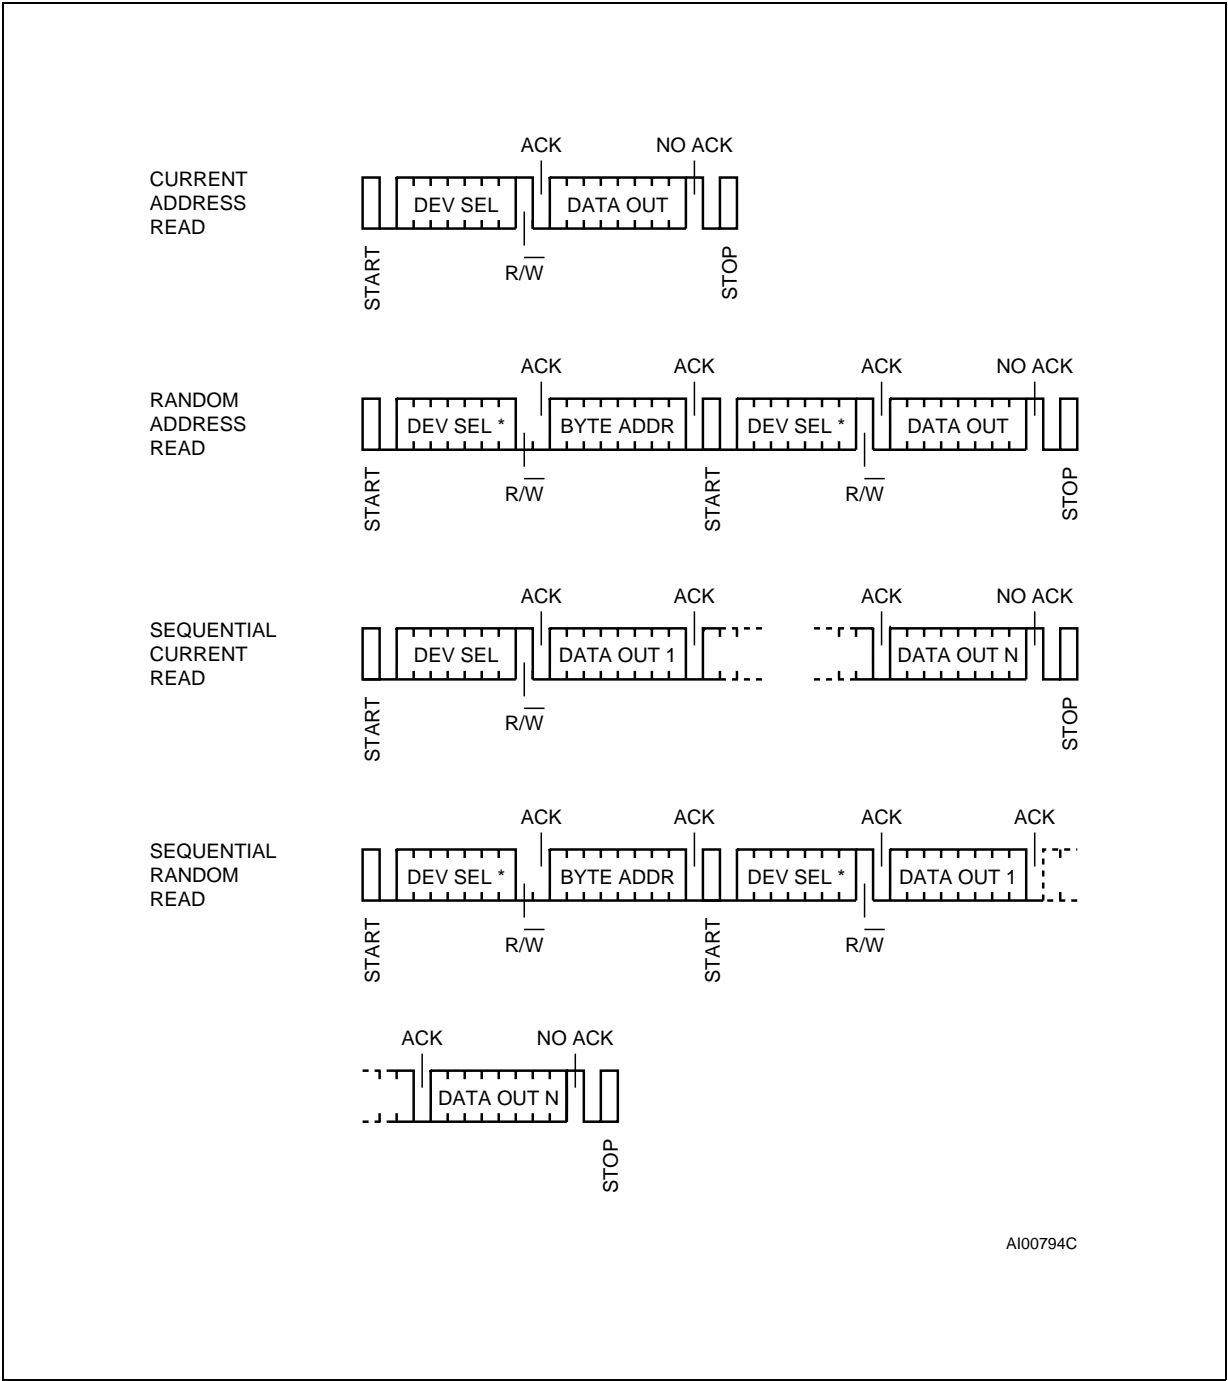 ACK NO ACK
CURRENT
ADDRESS
READ
DEV SEL DATA OUT
START R/W STOP
ACK ACK ACK NO ACK
RANDOM
ADDRESS
READ
DEV SEL * BYTE ADDR DEV SEL * DATA OUT
START R/W START R/W STOP
ACK ACK ACK NO ACK
SEQUENTIAL
CURRENT
READ
DEV SEL DATA OUT 1 DATA OUT N
START R/W STOP
ACK ACK ACK ACK
SEQUENTIAL
RANDOM
READ
DEV SEL * BYTE ADDR DEV SEL * DATA OUT 1
START R/W START R/W
ACK NO ACK
DATA OUT N
STOP
AI00794C